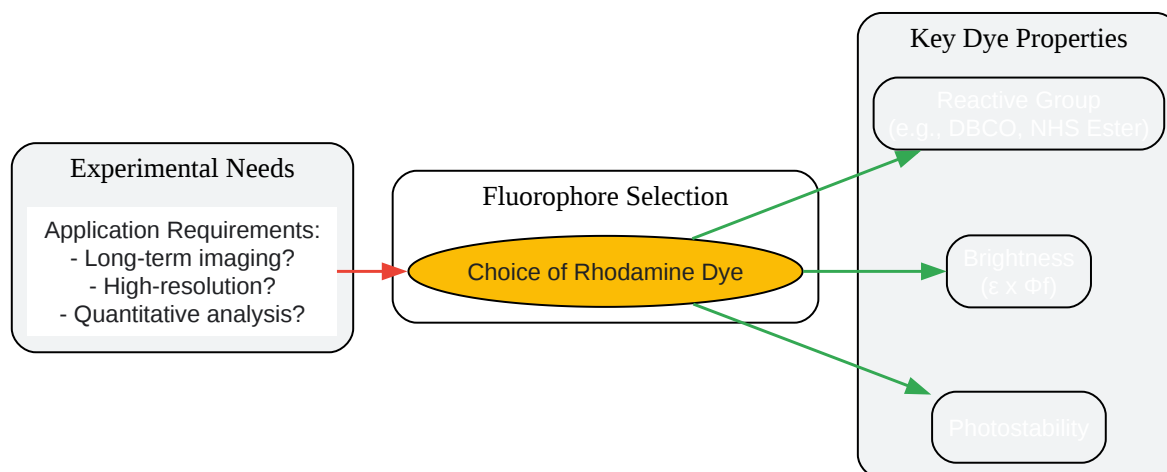 Experimental Needs
Application Requirements:
- Long-term imaging?
- High-resolution?
- Quantitative analysis?
Fluorophore Selection
Choice of Rhodamine Dye
Key Dye Properties
Reactive Group
(e.g., DBCO, NHS Ester)
Brightness
(ε x Φf)
Photostability